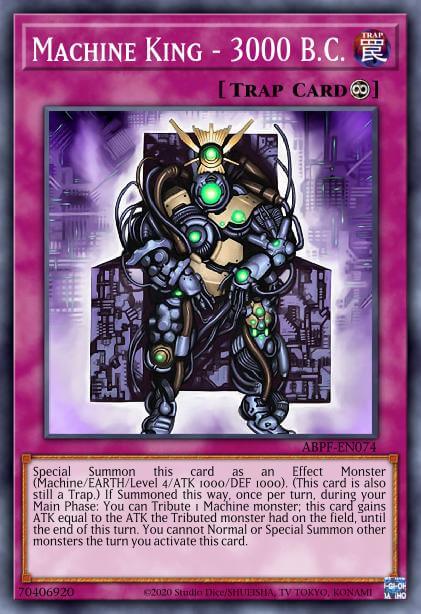 MACHINE KING - 3000 B.C.
TRAP
罠
[TRAP CARD]
ABPF-EN074
Special Summon this card as an Effect Monster
(Machine/EARTH/Level 4/ATK 1000/DEF 1000). (This card is also
still a Trap.) If Summoned this way, once per turn, during your
Main Phase: You can Tribute 1 Machine monster; this card gains
ATK equal to the ATK the Tributed monster had on the field, until
the end of this turn. You cannot Normal or Special Summon other
monsters the turn you activate this card.
70406920
©2020 Studio Dice/SHUEISHA, TV TOKYO, KONAMI